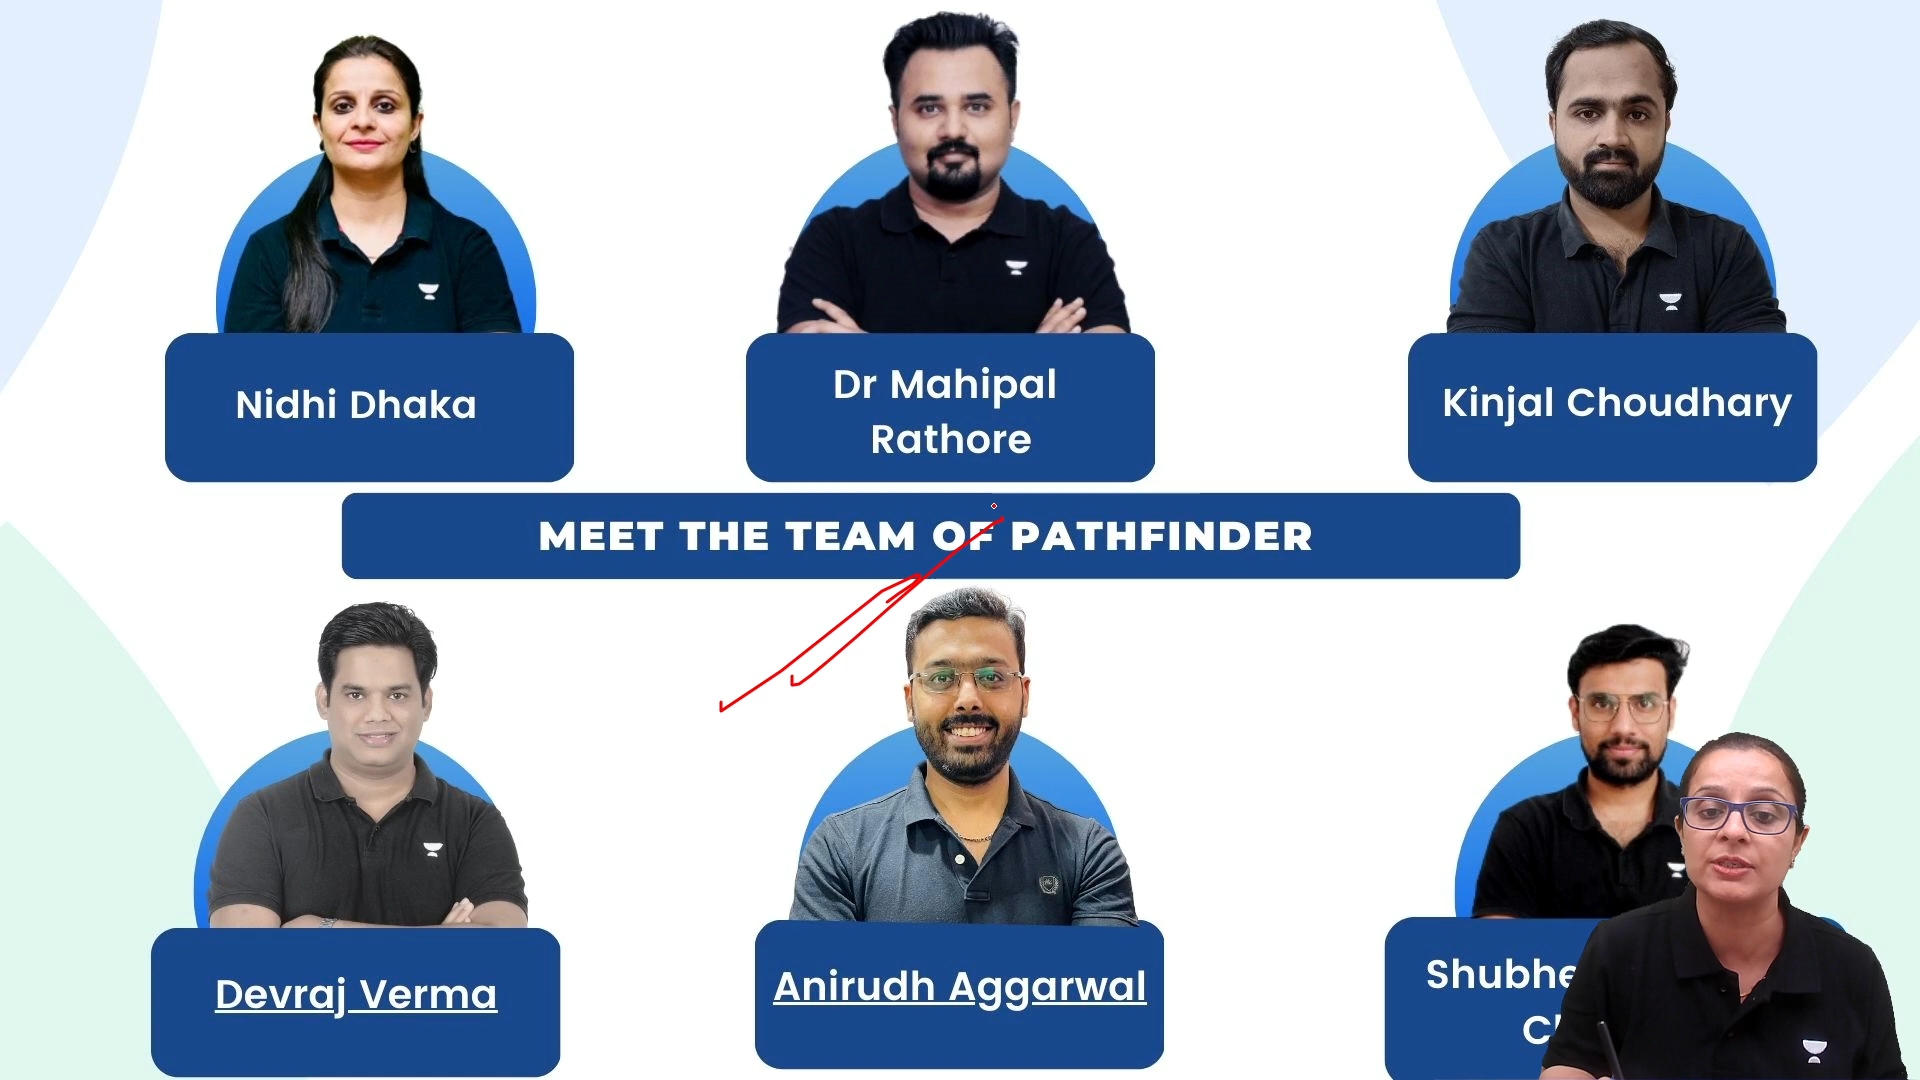 Nidhi Dhaka
Dr Mahipal
Rathore
Kinjal Choudhary
MEET THE TEAM OF PATHFINDER
Devraj Verma
Anirudh Aggarwal